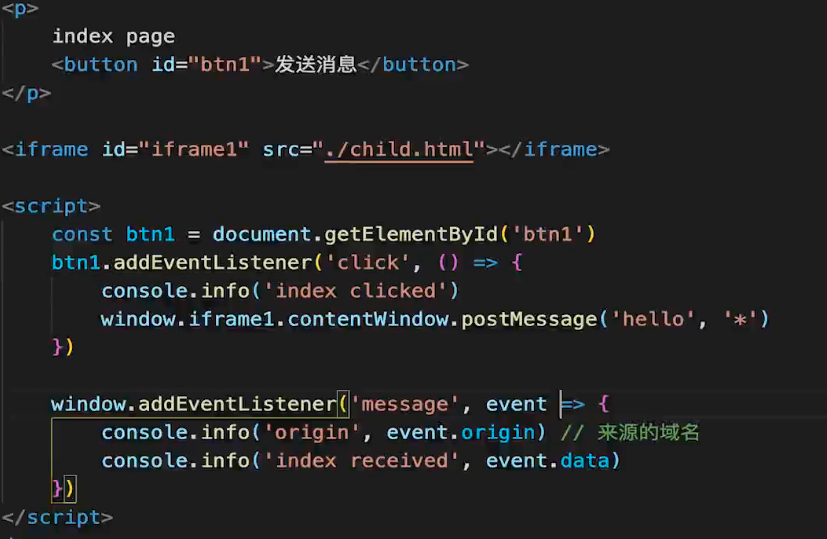 <p>
index page
<button id="btn1">发送消息</button>
</p>
<iframe id="iframe1" src="./child.html"></iframe>
<script>
const btn1 = document.getElementById('btn1')
btn1.addEventListener('click', () => {
console.info('index clicked')
window.iframe1.contentWindow.postMessage('hello', '*')
})
window.addEventListener('message', event => {
console.info('origin', event.origin) // 来源的域名
console.info('index received', event.data)
})
</script>